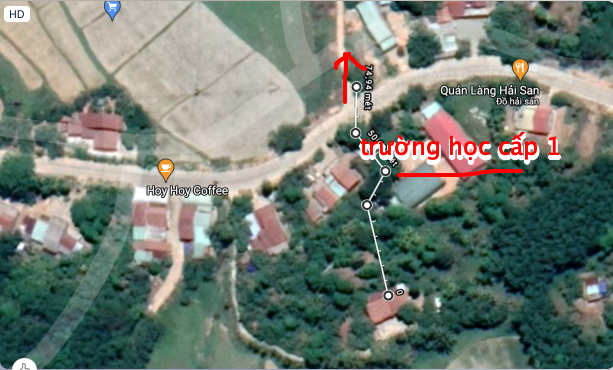 HD
74.94 mét
50
Quán Làng Hải San
Đồ hải sản
trường học cấp 1
Hoy Hoy Coffee
0